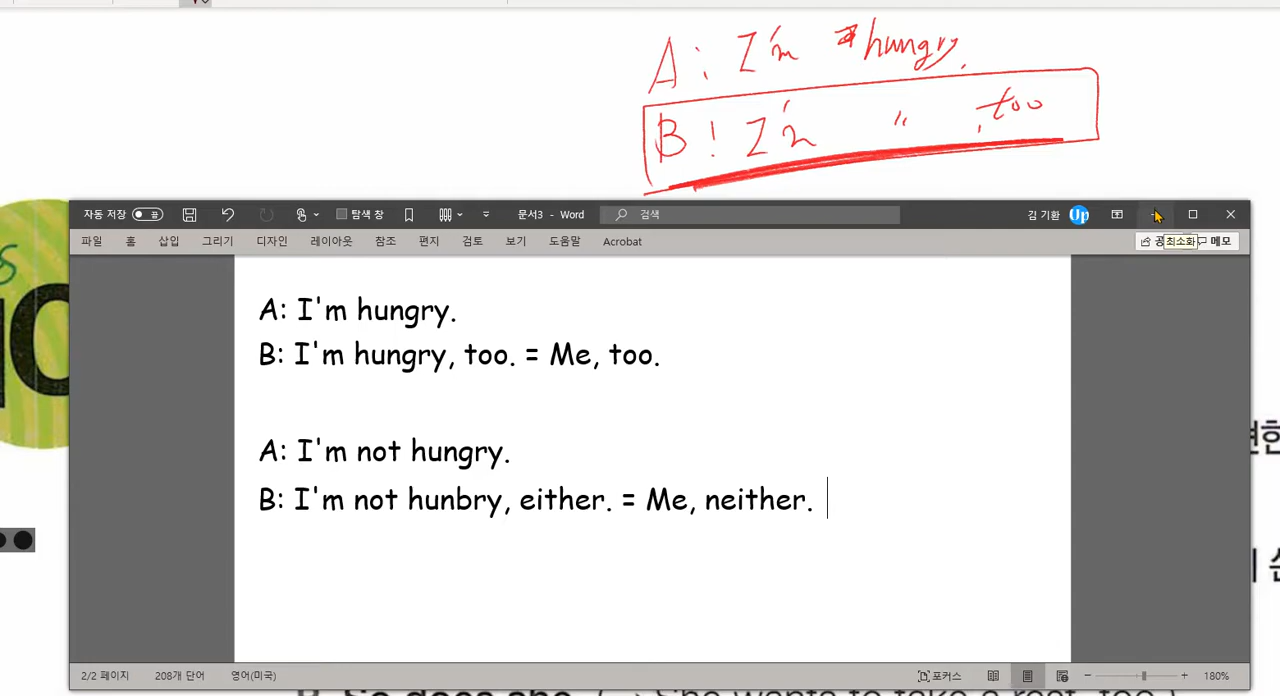 A: I'm hungry.
B: I'm 〃, too
자동 저장 끔 탐색 창 문서3 - Word 검색 김 기환 Up
파일 홈 삽입 그리기 디자인 레이아웃 참조 편지 검토 보기 도움말 Acrobat 최소화 메모
A: I'm hungry.
B: I'm hungry, too. = Me, too.
A: I'm not hungry.
B: I'm not hunbry, either. = Me, neither.
2/2 페이지 208개 단어 영어(미국) 포커스 180%